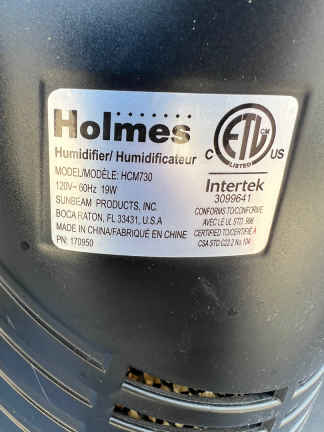 Holmes
Humidifier/ Humidificateur
MODEL/MODÈLE: HCM730
120V~ 60Hz 19W
SUNBEAM PRODUCTS, INC.
BOCA RATON, FL 33431, U.S.A
MADE IN CHINA/FABRIQUÉ EN CHINE
PN: 170950
ETL CM
LISTED
C US
Intertek
3099641
CONFORMS TO/CONFORME
AVEC LE UL STD. 998
CERTIFIED TO/CERTIFIÉ À
CSA STD C22.2 No. 104